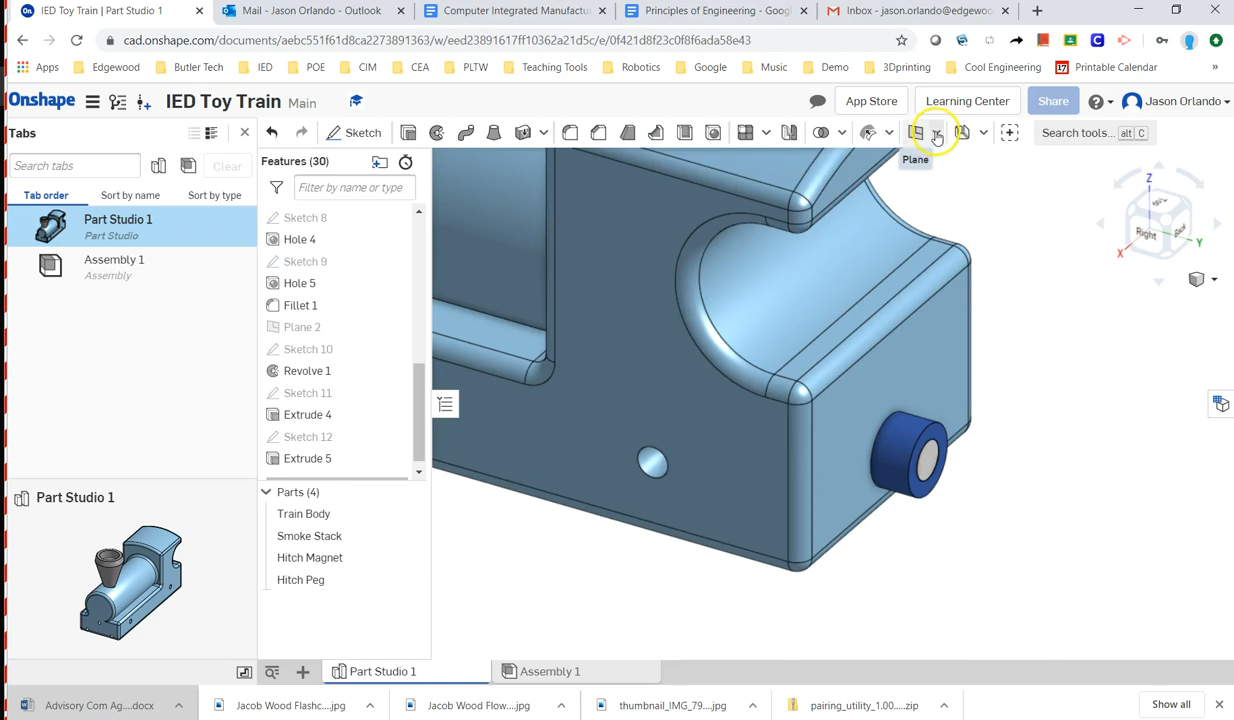 IED Toy Train | Part Studio 1
Mail - Jason Orlando - Outlook
Computer Integrated Manufactu
Principles of Engineering - Goog
Inbox - jason.orlando@edgewoo
cad.onshape.com/documents/aebc551f61d8ca2273891363/w/eed23891617ff10362a21d5c/e/0f421d8f23c0f8f6ada58e43
Apps
Edgewood
Butler Tech
IED
POE
CIM
CEA
PLTW
Teaching Tools
Robotics
Google
Music
Demo
3Dprinting
Cool Engineering
17 Printable Calendar
»
Onshape
IED Toy Train Main
App Store
Learning Center
Share
Jason Orlando
Tabs
Sketch
Search tools... alt C
Plane
Search tabs
Clear
Features (30)
Filter by name or type
Tab order
Sort by name
Sort by type
Part Studio 1
Part Studio
Assembly 1
Assembly
Sketch 8
Hole 4
Sketch 9
Hole 5
Fillet 1
Plane 2
Sketch 10
Revolve 1
Sketch 11
Extrude 4
Sketch 12
Extrude 5
Parts (4)
Train Body
Smoke Stack
Hitch Magnet
Hitch Peg
Z
Right
Back
X
Y
Part Studio 1
Part Studio 1
Assembly 1
Advisory Com Ag....docx
Jacob Wood Flashc....jpg
Jacob Wood Flow....jpg
thumbnail_IMG_79....jpg
pairing_utility_1.00....zip
Show all